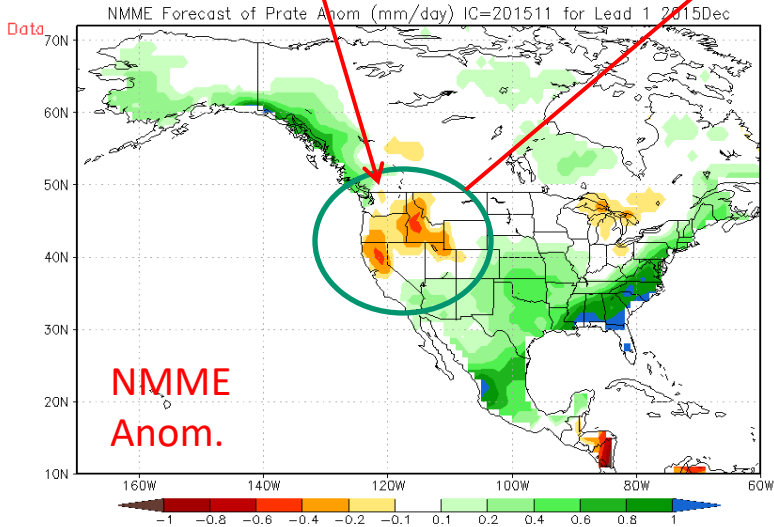 NMME Forecast of Prate Anom (mm/day) IC=201511 for Lead 1 2015Dec
Data
70N
60N
50N
40N
30N
20N
10N
NMME
Anom.
160W 140W 120W 100W 80W 60W
-1 -0.8 -0.6 -0.4 -0.2 -0.1 0.1 0.2 0.4 0.6 0.8 1